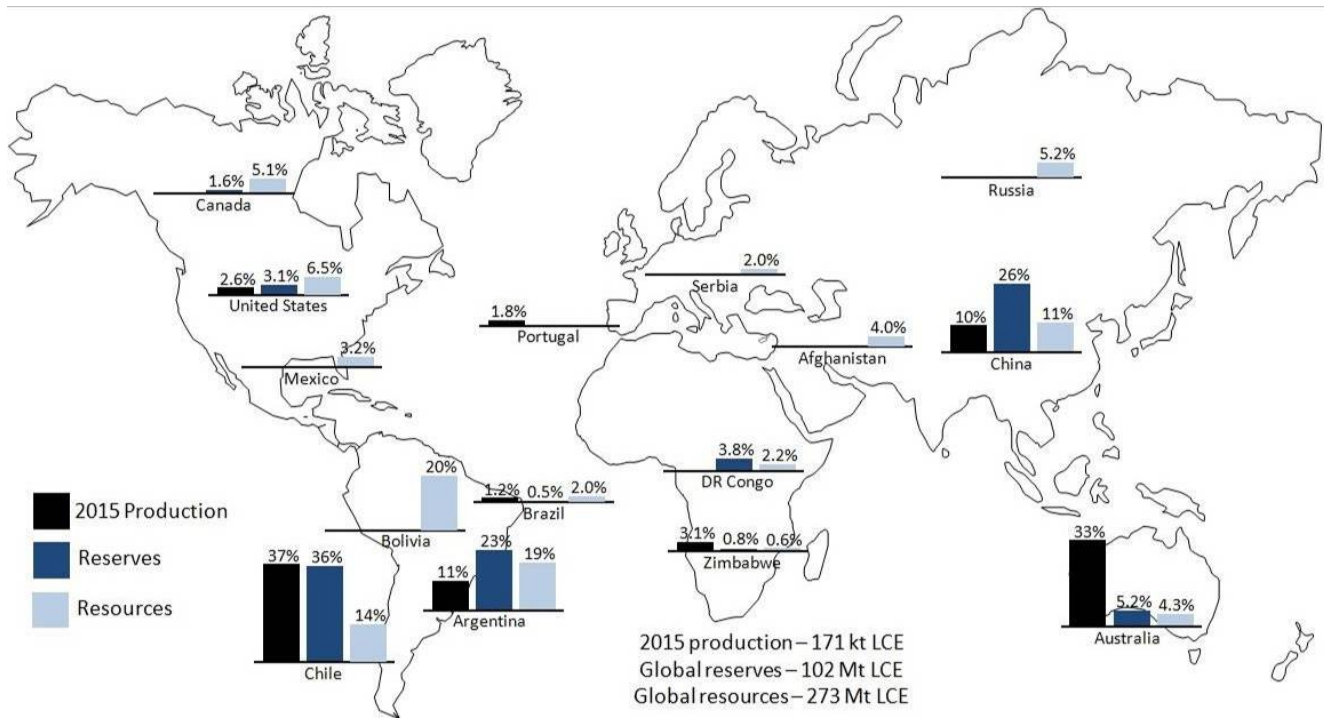 5.1%
1.6%
Canada
5.2%
Russia
2.6% 3.1% 6.5%
United States
2.0%
Serbia
1.8%
Portugal
26%
10% 11%
China
4.0%
Afghanistan
3.2%
Mexico
3.8% 2.2%
DR Congo
20%
Bolivia
1.2% 0.5% 2.0%
Brazil
2015 Production
Reserves
Resources
3.1% 0.8% 0.6%
Zimbabwe
37% 36% 14%
Chile
11% 23% 19%
Argentina
33%
5.2% 4.3%
Australia
2015 production – 171 kt LCE
Global reserves – 102 Mt LCE
Global resources – 273 Mt LCE